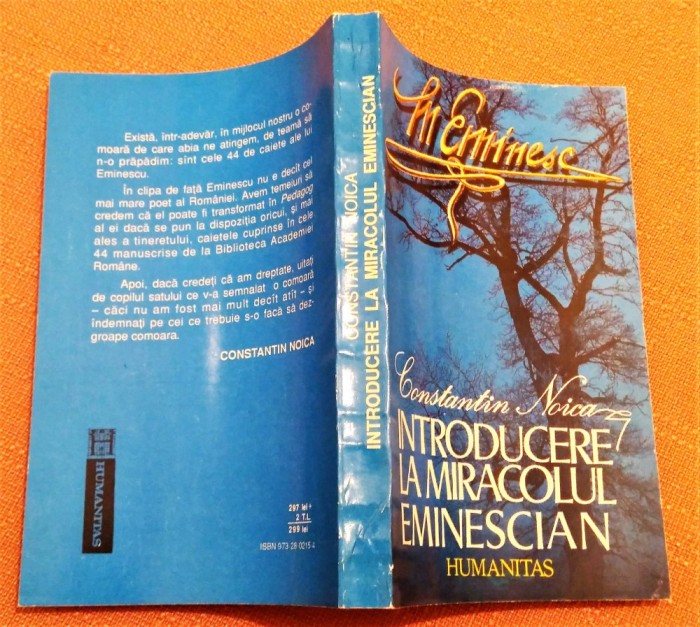 Există, într-adevăr, în mijlocul nostru o co-
moară de care abia ne atingem, de teamă să
n-o prăpădim: sînt cele 44 de caiete ale lui
Eminescu.
În clipa de față Eminescu nu e decît cel
mai mare poet al României. Avem temeiuri să
credem că el poate fi transformat în Pedagog
al ei dacă se pun la dispoziția oricui, și mai
ales a tineretului, caietele cuprinse în cele
44 manuscrise de la Biblioteca Academiei
Române.
Apoi, dacă credeți că am dreptate, uitați
de copilul satului ce v-a semnalat o comoară
– căci nu am fost mai mult decît atît – și
îndemnați pe cei ce trebuie s-o facă să dez-
groape comoara.
CONSTANTIN NOICA
HUMANITAS
297 lei +
2 T.L.
299 lei
ISBN 973-28 0215-4
CONSTANTIN NOICA
INTRODUCERE LA MIRACOLUL EMINESCIAN
M Eminesc
Constantin Noica
INTRODUCERE
LA MIRACOLUL
EMINESCIAN
HUMANITAS